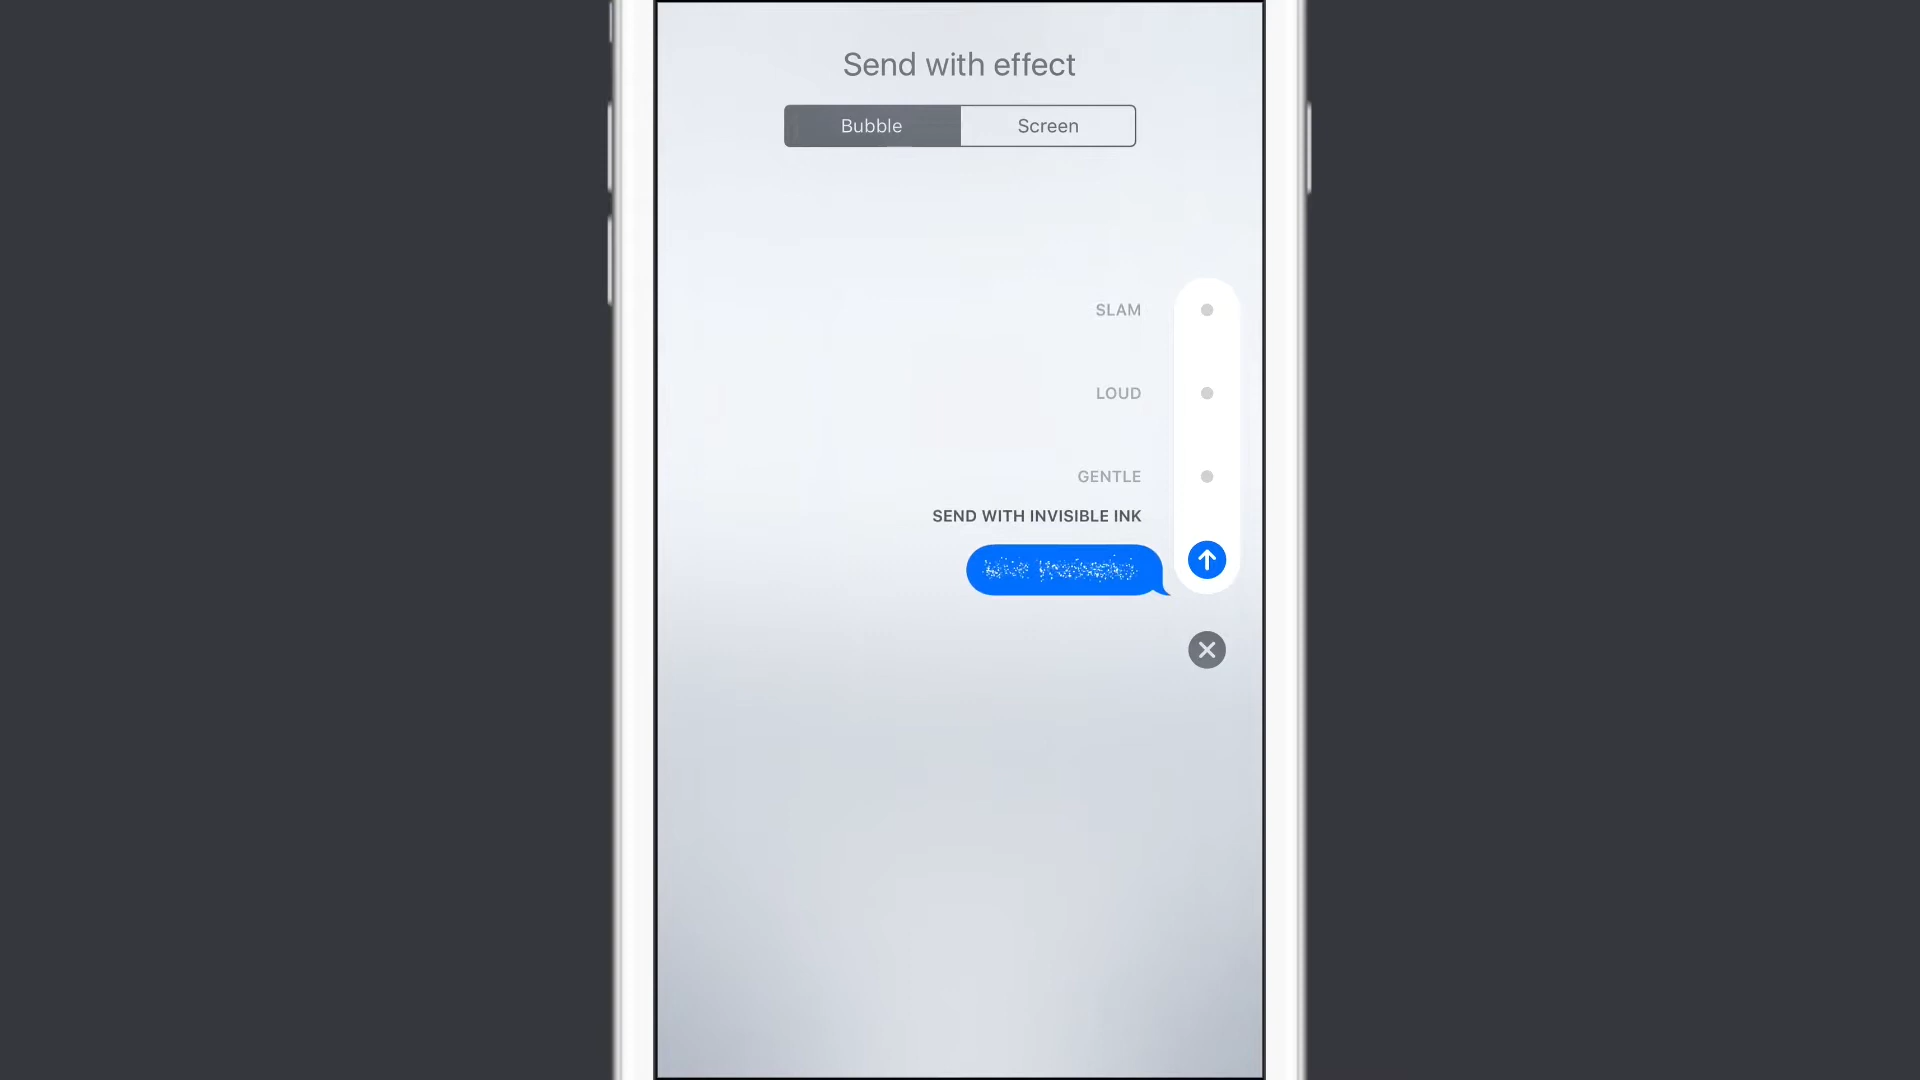 Send with effect
Bubble
Screen
SLAM
LOUD
GENTLE
SEND WITH INVISIBLE INK